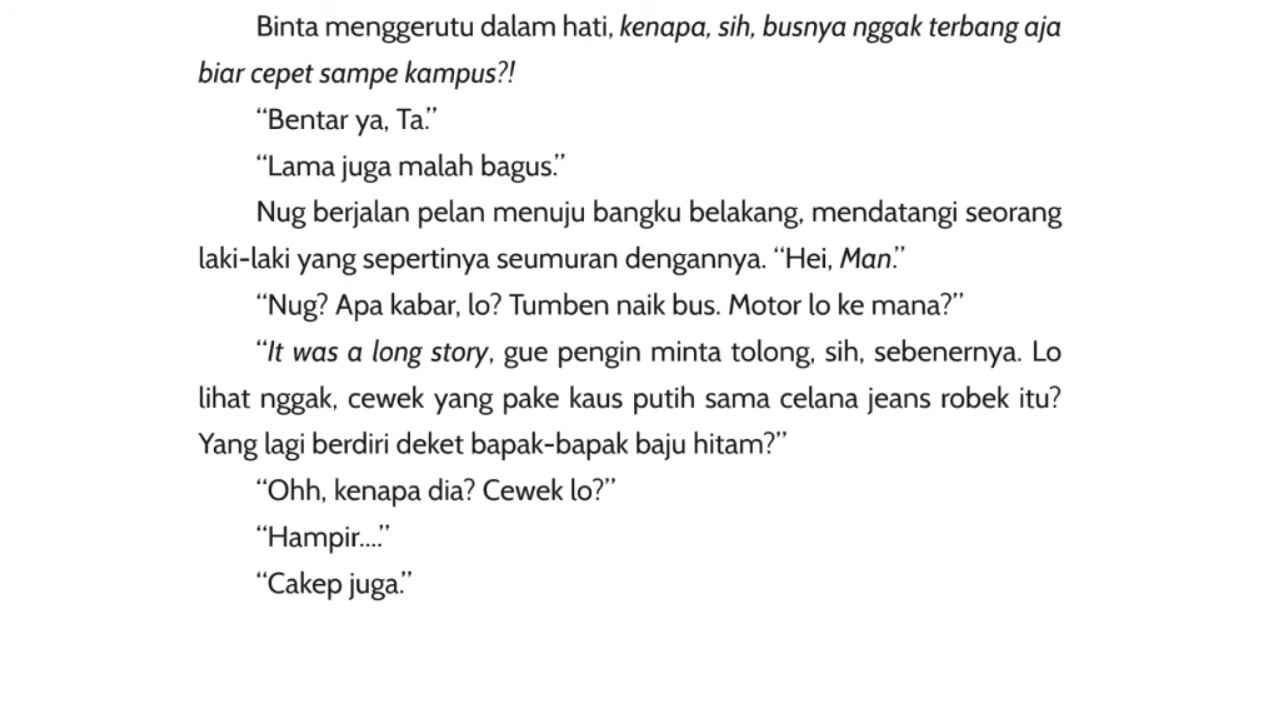 Binta menggerutu dalam hati, kenapa, sih, busnya nggak terbang aja
biar cepet sampe kampus?!
“Bentar ya, Ta.”
“Lama juga malah bagus.”
Nug berjalan pelan menuju bangku belakang, mendatangi seorang
laki-laki yang sepertinya seumuran dengannya. “Hei, Man.”
“Nug? Apa kabar, lo? Tumben naik bus. Motor lo ke mana?”
“It was a long story, gue pengin minta tolong, sih, sebenernya. Lo
lihat nggak, cewek yang pake kaus putih sama celana jeans robek itu?
Yang lagi berdiri deket bapak-bapak baju hitam?”
“Ohh, kenapa dia? Cewek lo?”
“Hampir....”
“Cakep juga.”